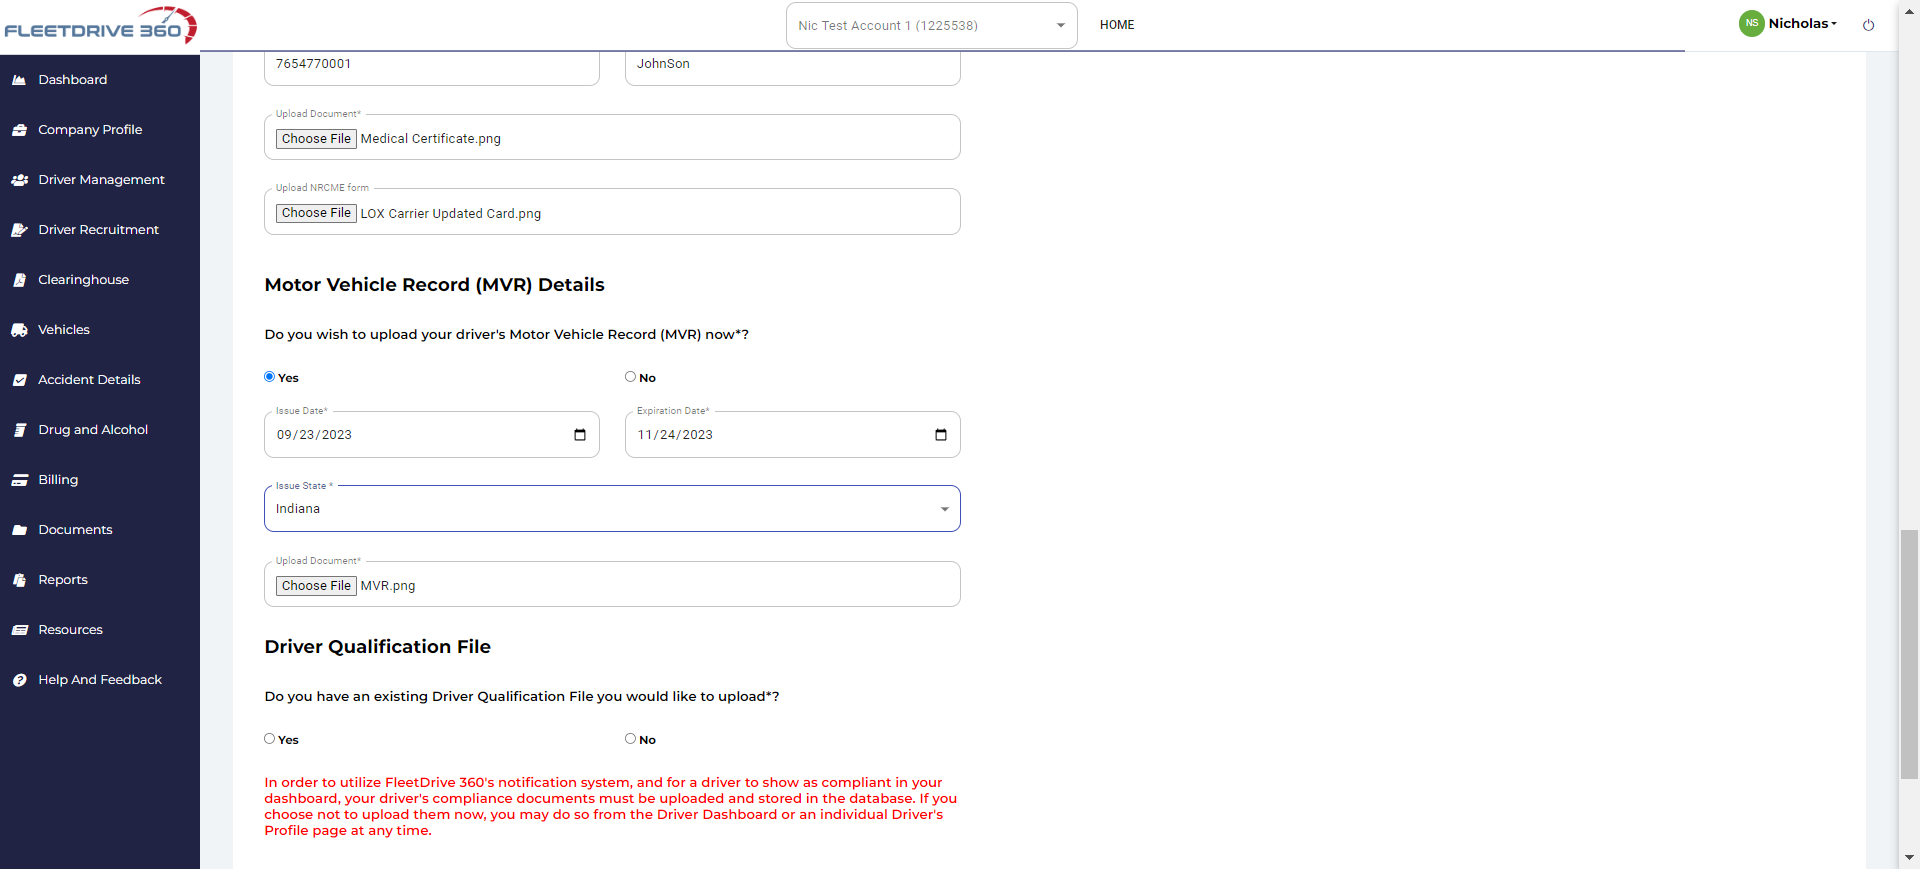 FLEETDRIVE 360
Nic Test Account 1 (1225538)
HOME
NS
Nicholas
Dashboard
Company Profile
Driver Management
Driver Recruitment
Clearinghouse
Vehicles
Accident Details
Drug and Alcohol
Billing
Documents
Reports
Resources
Help And Feedback
7654770001
JohnSon
Upload Document*
Choose File Medical Certificate.png
Upload NRCME form
Choose File LOX Carrier Updated Card.png
Motor Vehicle Record (MVR) Details
Do you wish to upload your driver's Motor Vehicle Record (MVR) now*?
Yes
No
Issue Date*
09/23/2023
Expiration Date*
11/24/2023
Issue State *
Indiana
Upload Document*
Choose File MVR.png
Driver Qualification File
Do you have an existing Driver Qualification File you would like to upload*?
Yes
No
In order to utilize FleetDrive 360's notification system, and for a driver to show as compliant in your
dashboard, your driver's compliance documents must be uploaded and stored in the database. If you
choose not to upload them now, you may do so from the Driver Dashboard or an individual Driver's
Profile page at any time.